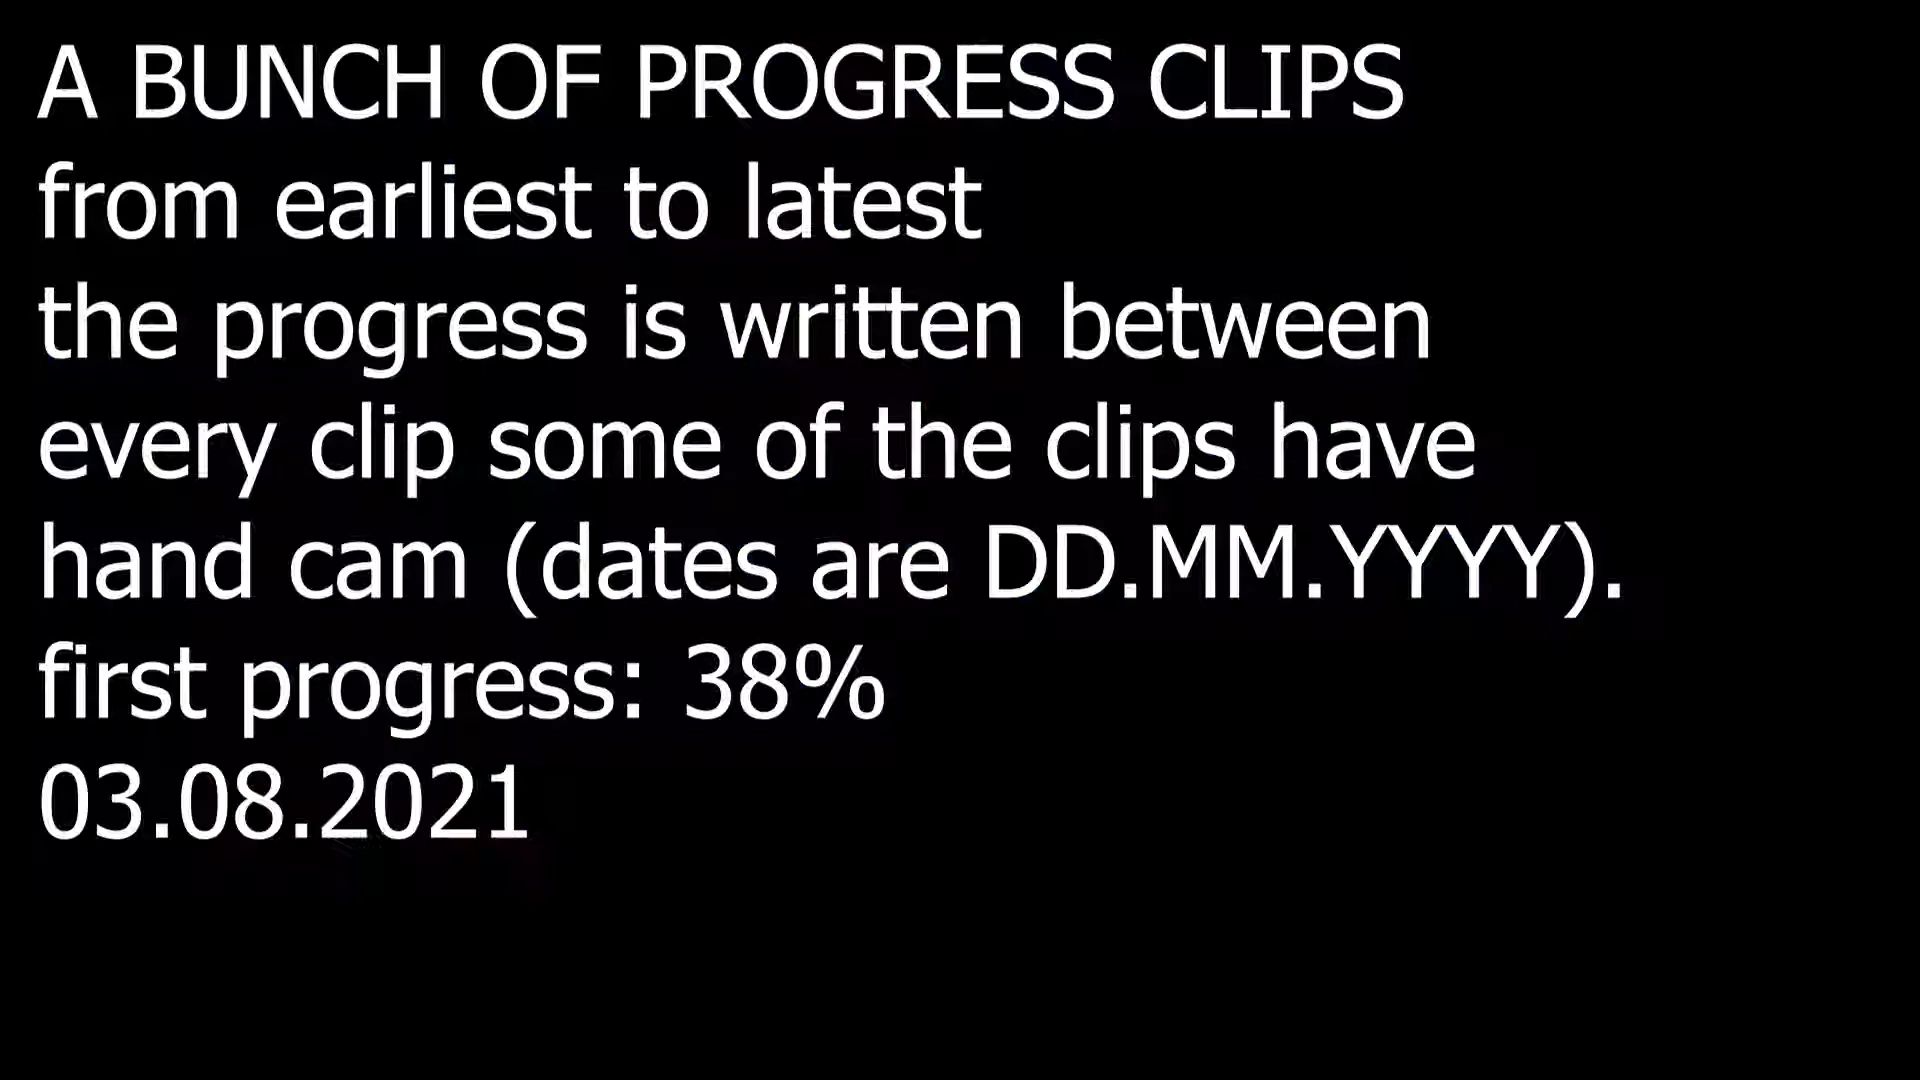 A BUNCH OF PROGRESS CLIPS
from earliest to latest
the progress is written between
every clip some of the clips have
hand cam (dates are DD.MM.YYYY).
first progress: 38%
03.08.2021